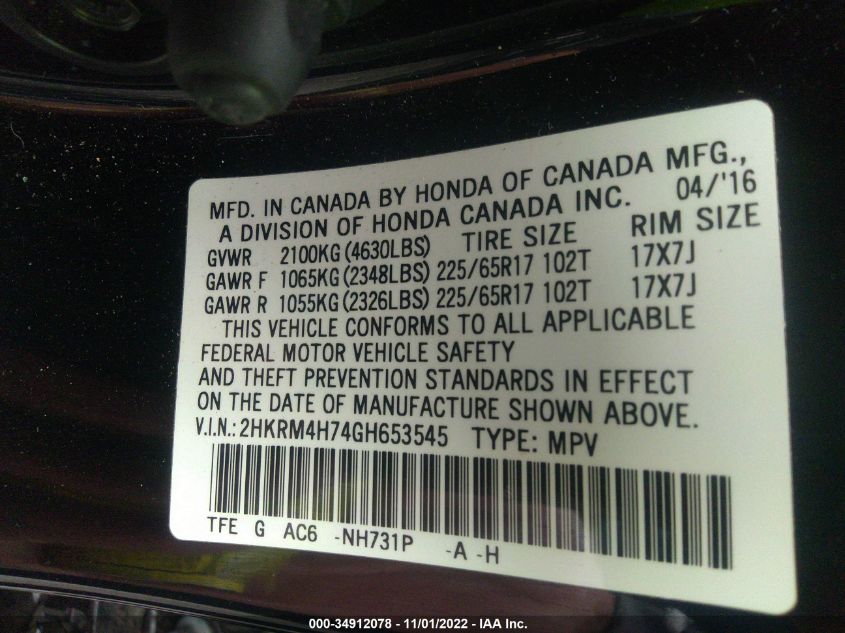 MFD. IN CANADA BY HONDA OF CANADA MFG.,
A DIVISION OF HONDA CANADA INC. 04/'16
GVWR 2100KG (4630LBS) TIRE SIZE RIM SIZE
GAWR F 1065KG (2348LBS) 225/65R17 102T 17X7J
GAWR R 1055KG (2326LBS) 225/65R17 102T 17X7J
THIS VEHICLE CONFORMS TO ALL APPLICABLE
FEDERAL MOTOR VEHICLE SAFETY
AND THEFT PREVENTION STANDARDS IN EFFECT
ON THE DATE OF MANUFACTURE SHOWN ABOVE.
V.I.N.: 2HKRM4H74GH653545 TYPE: MPV
TFE G AC6 -NH731P -A -H
000-34912078 - 11/01/2022 - IAA Inc.